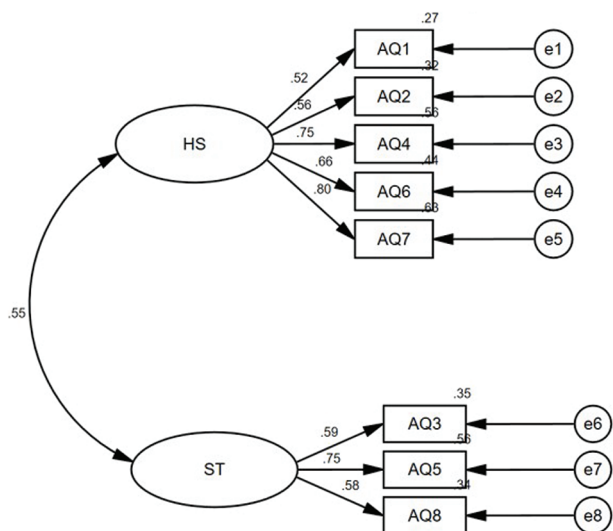 .27
AQ1
e1
.52
.32
AQ2
e2
.56
.56
.75
AQ4
e3
HS
.44
.66
AQ6
e4
.80
.63
AQ7
e5
.55
.35
AQ3
e6
.59
.56
.75
AQ5
e7
ST
.34
.58
AQ8
e8